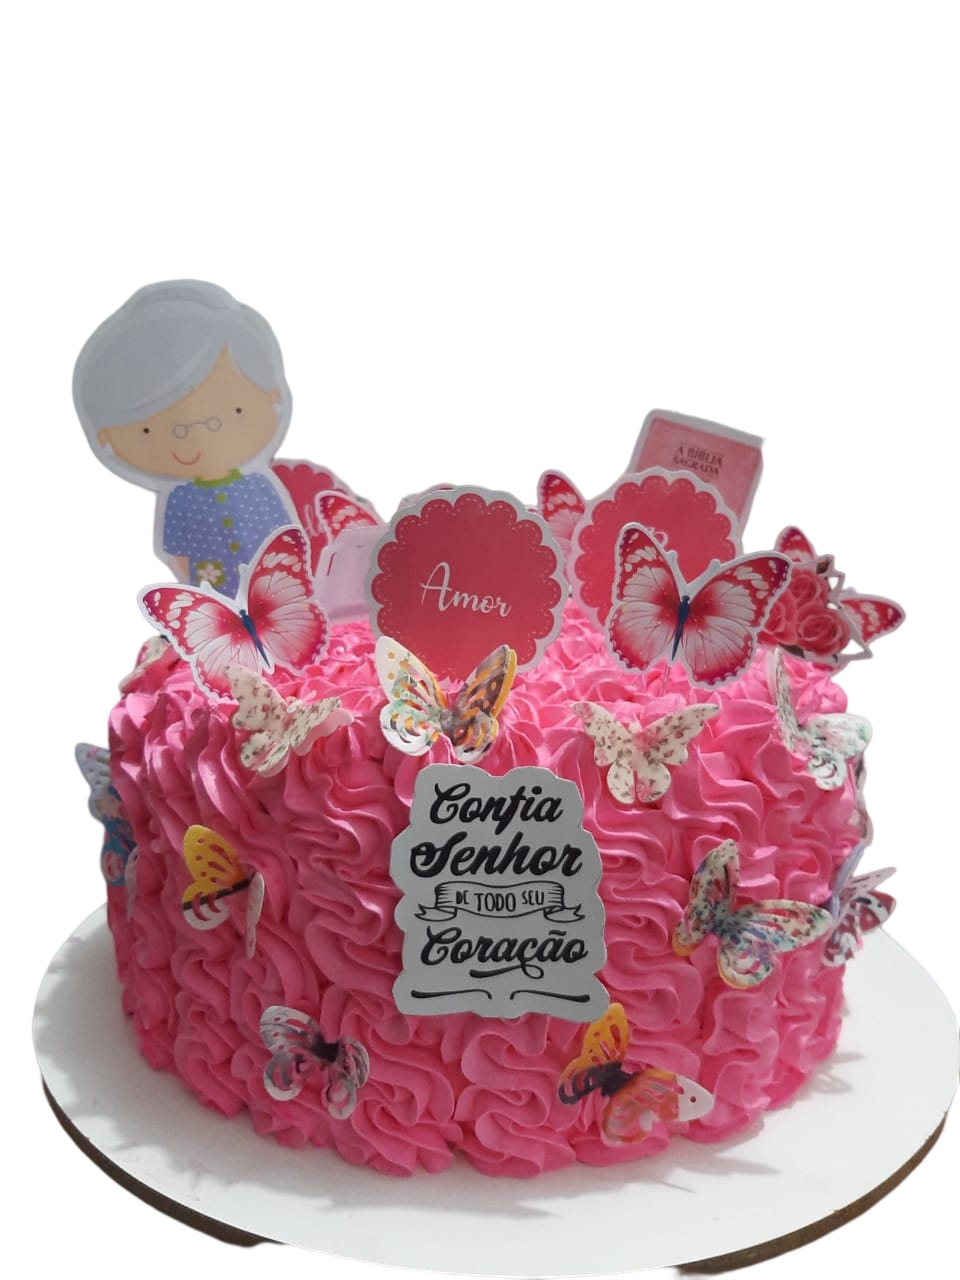 A BÍBLIA
SAGRADA
Amor
Confia
Senhor
DE TODO SEU
Coração